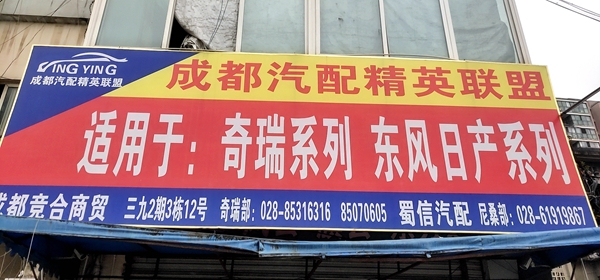 JING YING
成都汽配精英联盟
成都汽配精英联盟
适用于：奇瑞系列 东风日产系列
成都竞合商贸 三九2期3栋12号 奇瑞部：028-85316316 85070605 蜀信汽配 尼桑部：028-61919867